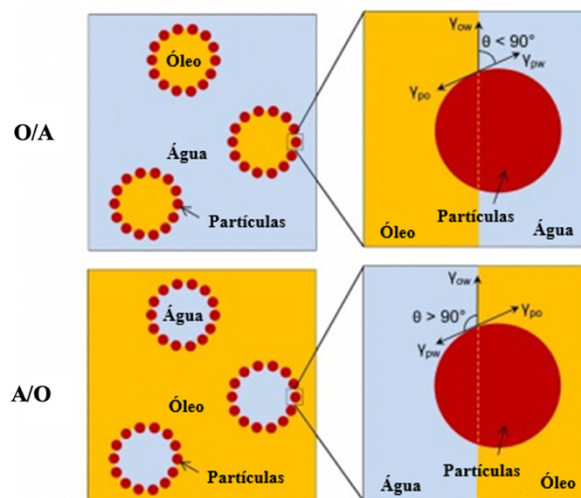 O/A
Óleo
Água
Partículas
γow
θ < 90°
γpw
γpo
Partículas
Óleo
Água
A/O
Água
Óleo
Partículas
γow
θ > 90°
γpo
γpw
Partículas
Água
Óleo